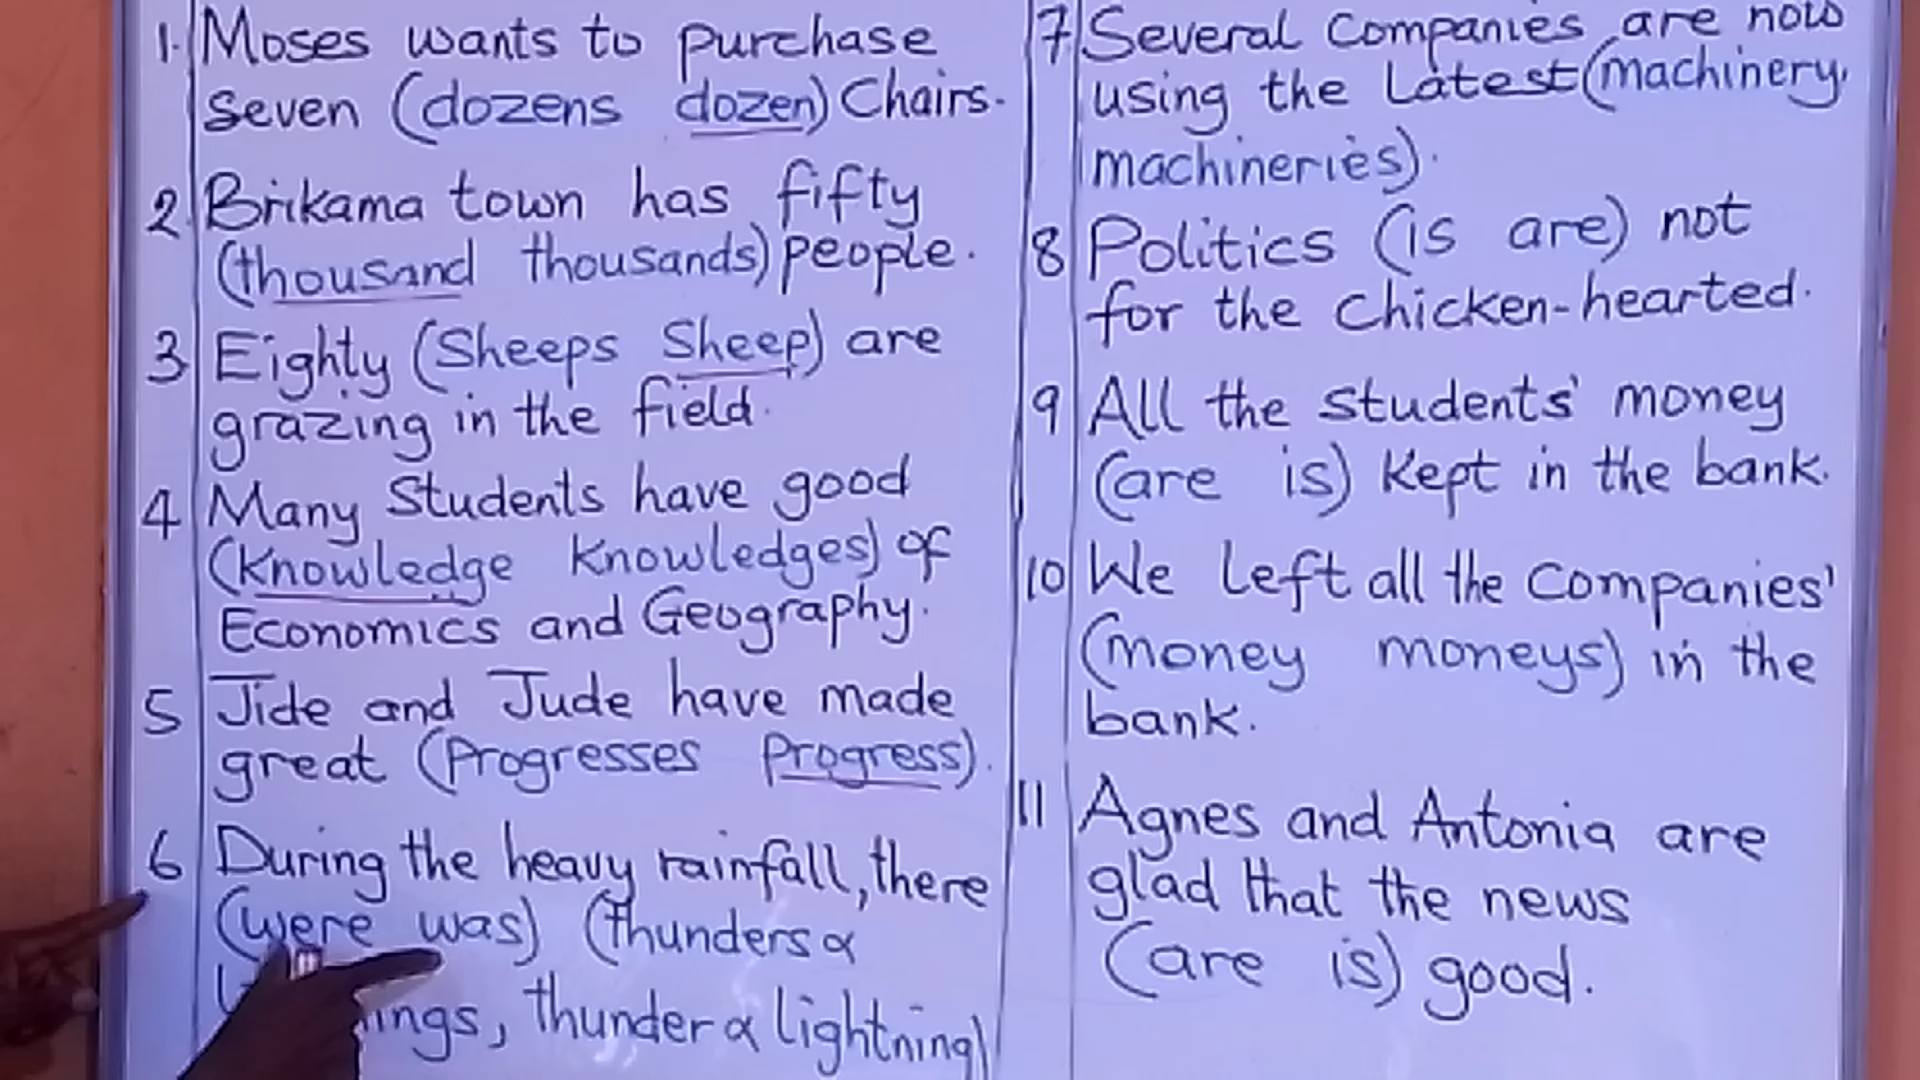 1. Moses wants to purchase
seven (dozens dozen) Chairs.
2 Brikama town has fifty
(thousand thousands) people.
3 Eighty (Sheeps Sheep) are
grazing in the field.
4 Many Students have good
(Knowledge Knowledges) of
Economics and Geography.
5 Jide and Jude have made
great (Progresses Progress).
6 During the heavy rainfall, there
(were was) (thunders &
nings, thunder & lightning)
7 Several Companies are now
using the Latest (machinery,
machineries).
8 Politics (is are) not
for the Chicken-hearted.
9 All the students' money
(are is) Kept in the bank.
10 We Left all the Companies'
(money moneys) in the
bank.
11 Agnes and Antonia are
glad that the news
(are is) good.